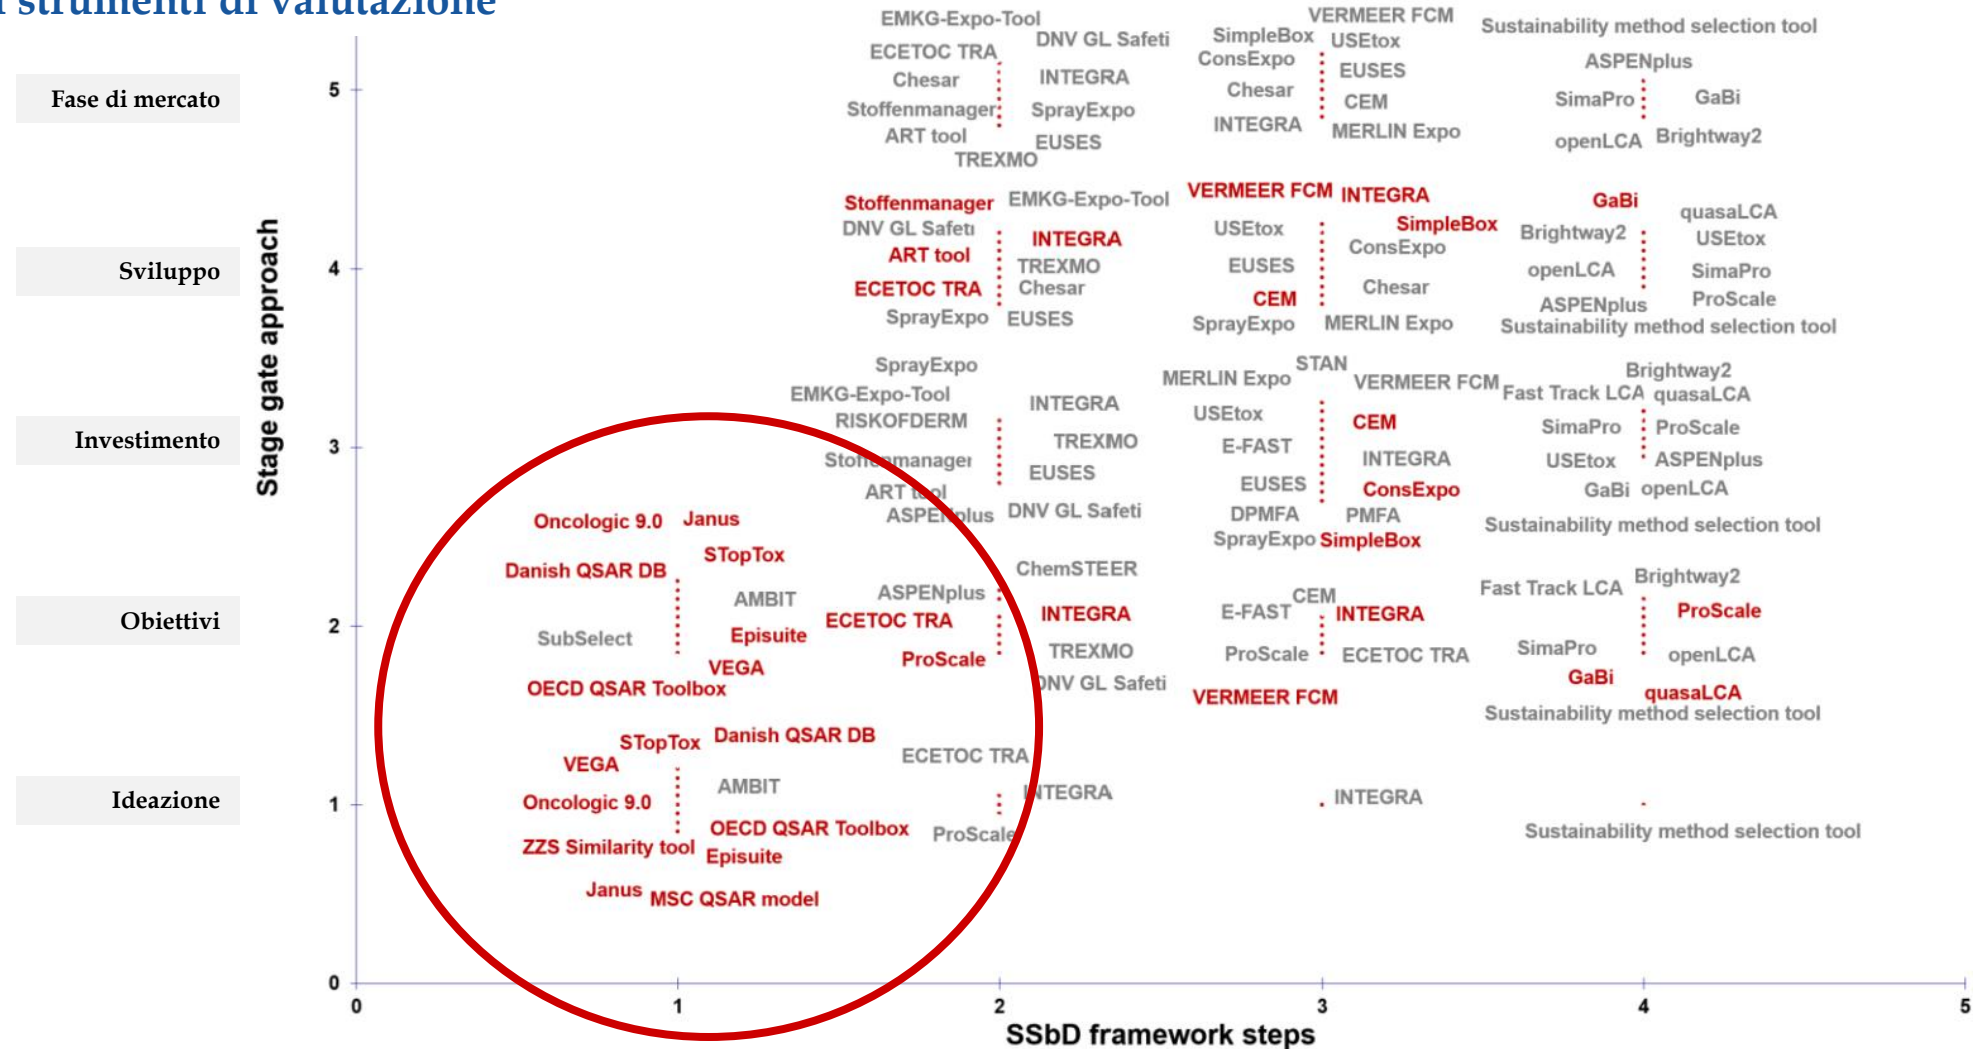 i strumenti di valutazione
Fase di mercato
Sviluppo
Investimento
Obiettivi
Ideazione
Stage gate approach
5
4
3
2
1
0
EMKG-Expo-Tool
DNV GL Safeti
ECETOC TRA
Chesar
INTEGRA
Stoffenmanager
SprayExpo
ART tool
EUSES
TREXMO
VERMEER FCM
SimpleBox
USEtox
ConsExpo
EUSES
Chesar
CEM
INTEGRA
MERLIN Expo
Sustainability method selection tool
ASPENplus
SimaPro
GaBi
openLCA
Brightway2
Stoffenmanager
EMKG-Expo-Tool
DNV GL Safeti
INTEGRA
ART tool
TREXMO
ECETOC TRA
Chesar
SprayExpo
EUSES
VERMEER FCM
INTEGRA
SimpleBox
USEtox
ConsExpo
EUSES
Chesar
CEM
SprayExpo
MERLIN Expo
GaBi
quasaLCA
Brightway2
USEtox
openLCA
SimaPro
ASPENplus
ProScale
Sustainability method selection tool
SprayExpo
EMKG-Expo-Tool
INTEGRA
RISKOFDERM
TREXMO
Stoffenmanager
EUSES
ART tool
ASPENplus
DNV GL Safeti
STAN
MERLIN Expo
VERMEER FCM
USEtox
CEM
E-FAST
INTEGRA
EUSES
ConsExpo
DPMFA
PMFA
SprayExpo
SimpleBox
Brightway2
Fast Track LCA
quasaLCA
SimaPro
ProScale
USEtox
ASPENplus
GaBi
openLCA
Sustainability method selection tool
Oncologic 9.0
Janus
STopTox
Danish QSAR DB
AMBIT
SubSelect
Episuite
VEGA
OECD QSAR Toolbox
ChemSTEER
ASPENplus
ECETOC TRA
INTEGRA
ProScale
TREXMO
DNV GL Safeti
CEM
E-FAST
INTEGRA
ProScale
ECETOC TRA
VERMEER FCM
Brightway2
Fast Track LCA
ProScale
SimaPro
openLCA
GaBi
quasaLCA
Sustainability method selection tool
STopTox
Danish QSAR DB
VEGA
AMBIT
Oncologic 9.0
OECD QSAR Toolbox
ZZS Similarity tool
Episuite
Janus
MSC QSAR model
ECETOC TRA
INTEGRA
ProScale
INTEGRA
Sustainability method selection tool
0
1
2
3
4
5
SSbD framework steps